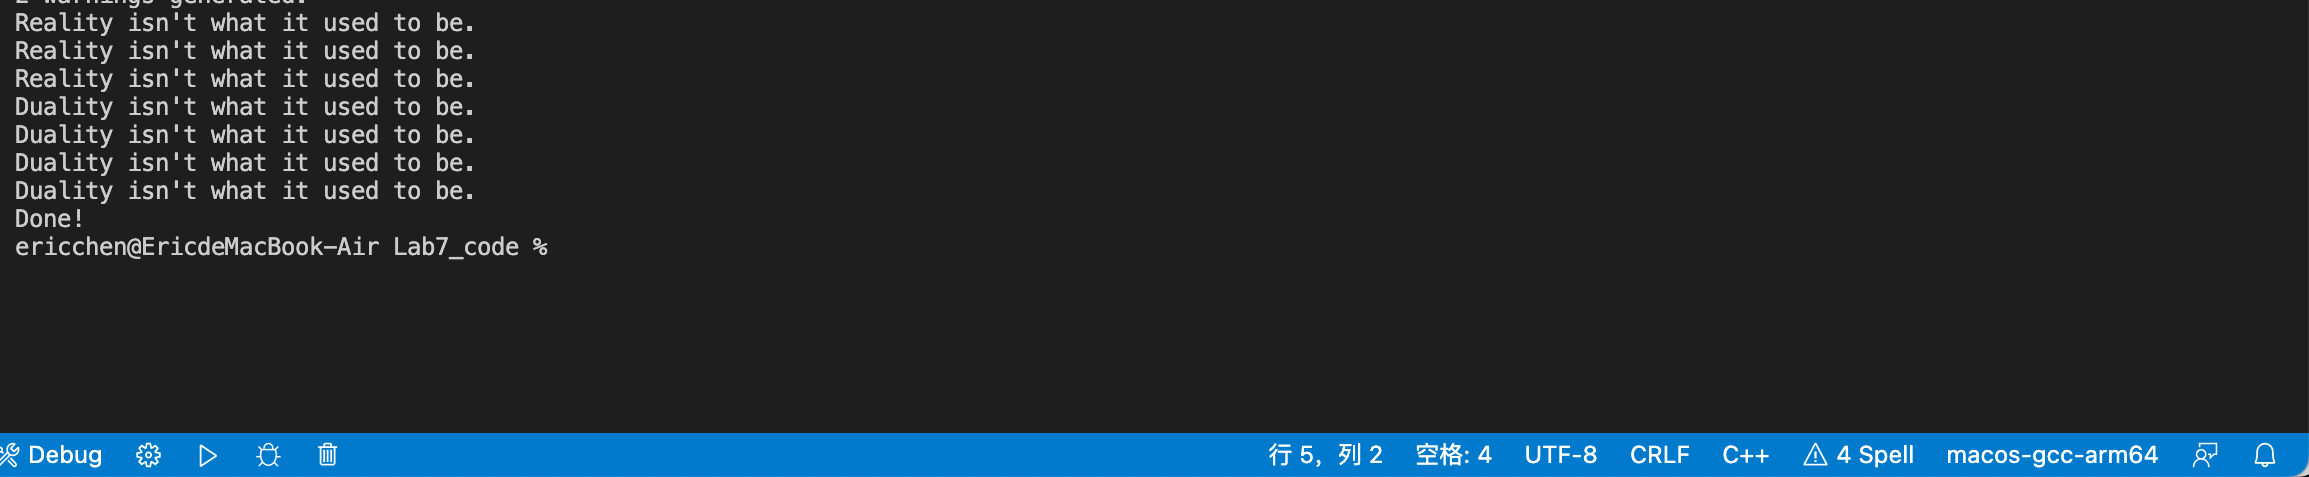 2 warnings generated.
Reality isn't what it used to be.
Reality isn't what it used to be.
Reality isn't what it used to be.
Duality isn't what it used to be.
Duality isn't what it used to be.
Duality isn't what it used to be.
Duality isn't what it used to be.
Done!
ericchen@EricdeMacBook-Air Lab7_code %
Debug 行 5，列 2 空格: 4 UTF-8 CRLF C++ 4 Spell macos-gcc-arm64